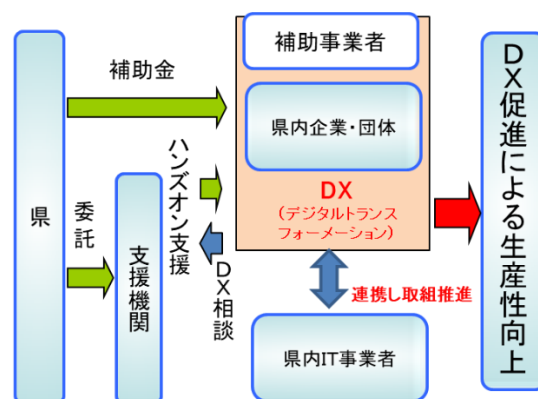 県
補助金
委託
支援機関
ハンズオン支援
DX相談
補助事業者
県内企業・団体
DX
(デジタルトランス
フォーメーション)
連携し取組推進
県内IT事業者
DX促進による生産性向上